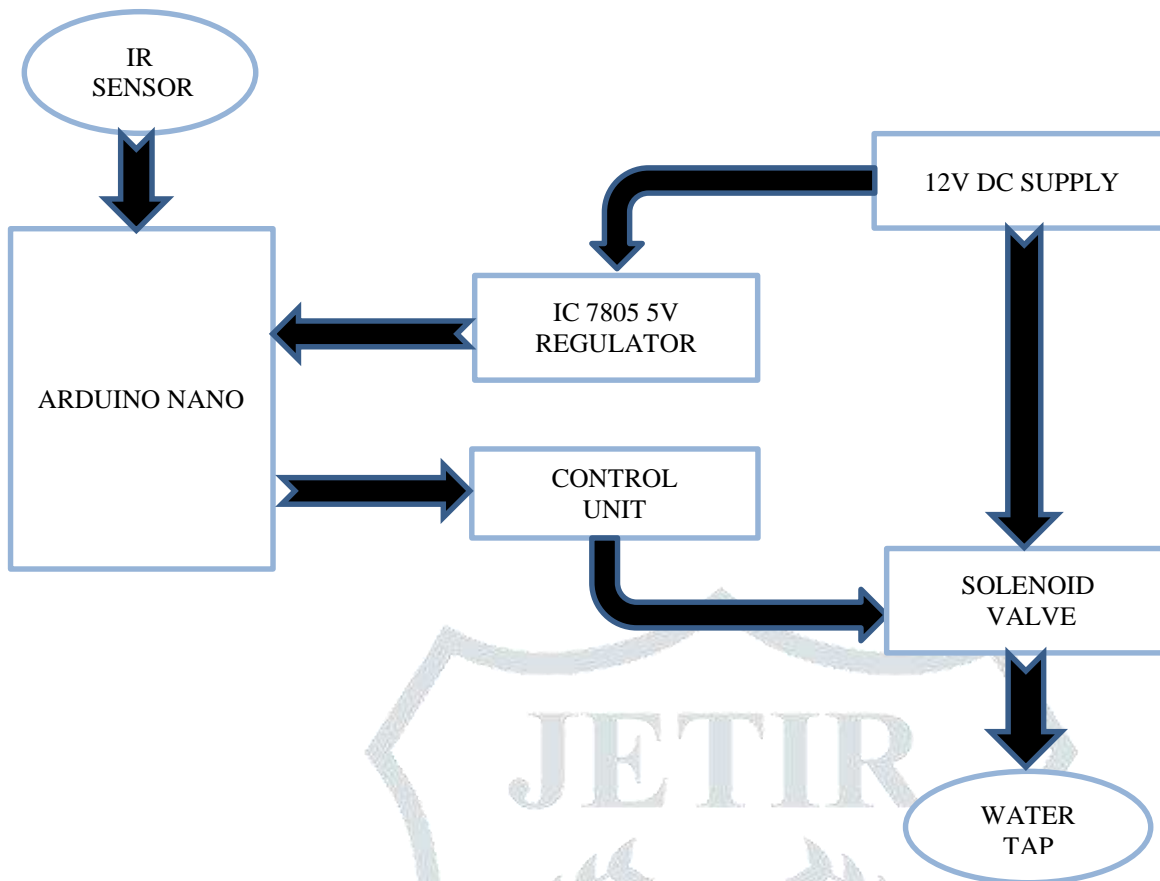 IR
SENSOR
12V DC SUPPLY
IC 7805 5V
REGULATOR
ARDUINO NANO
CONTROL
UNIT
SOLENOID
VALVE
JETIR
WATER
TAP